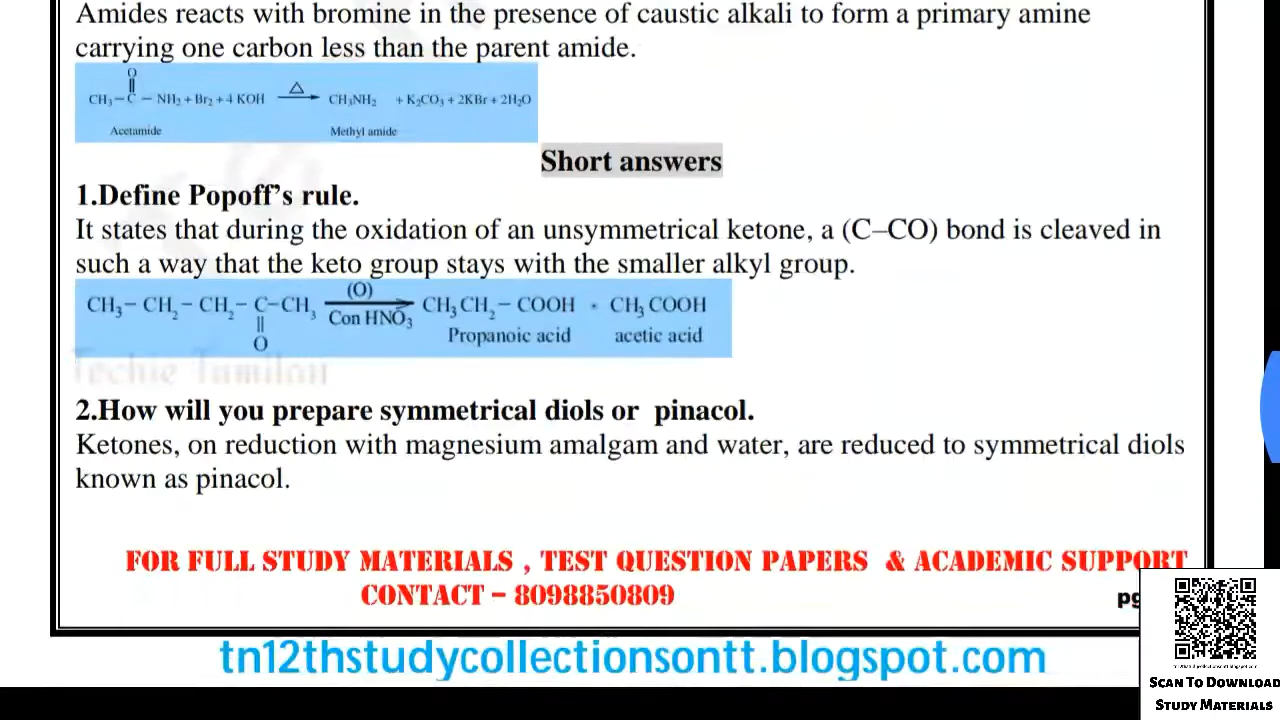 Amides reacts with bromine in the presence of caustic alkali to form a primary amine
carrying one carbon less than the parent amide.
O
||
CH₃–C – NH₂ + Br₂ + 4 KOH △ → CH₃NH₂ + K₂CO₃ + 2KBr + 2H₂O
Acetamide Methyl amide
Short answers
1.Define Popoff’s rule.
It states that during the oxidation of an unsymmetrical ketone, a (C–CO) bond is cleaved in
such a way that the keto group stays with the smaller alkyl group.
CH₃– CH₂– CH₂– C–CH₃ (O) → Con HNO₃ CH₃ CH₂– COOH + CH₃ COOH
||
O
Propanoic acid acetic acid
Techie Tamilan
2.How will you prepare symmetrical diols or pinacol.
Ketones, on reduction with magnesium amalgam and water, are reduced to symmetrical diols
known as pinacol.
FOR FULL STUDY MATERIALS , TEST QUESTION PAPERS & ACADEMIC SUPPORT
CONTACT – 8098850809
pg
tn12thstudycollectionsontt.blogspot.com
SCAN TO DOWNLOAD
STUDY MATERIALS